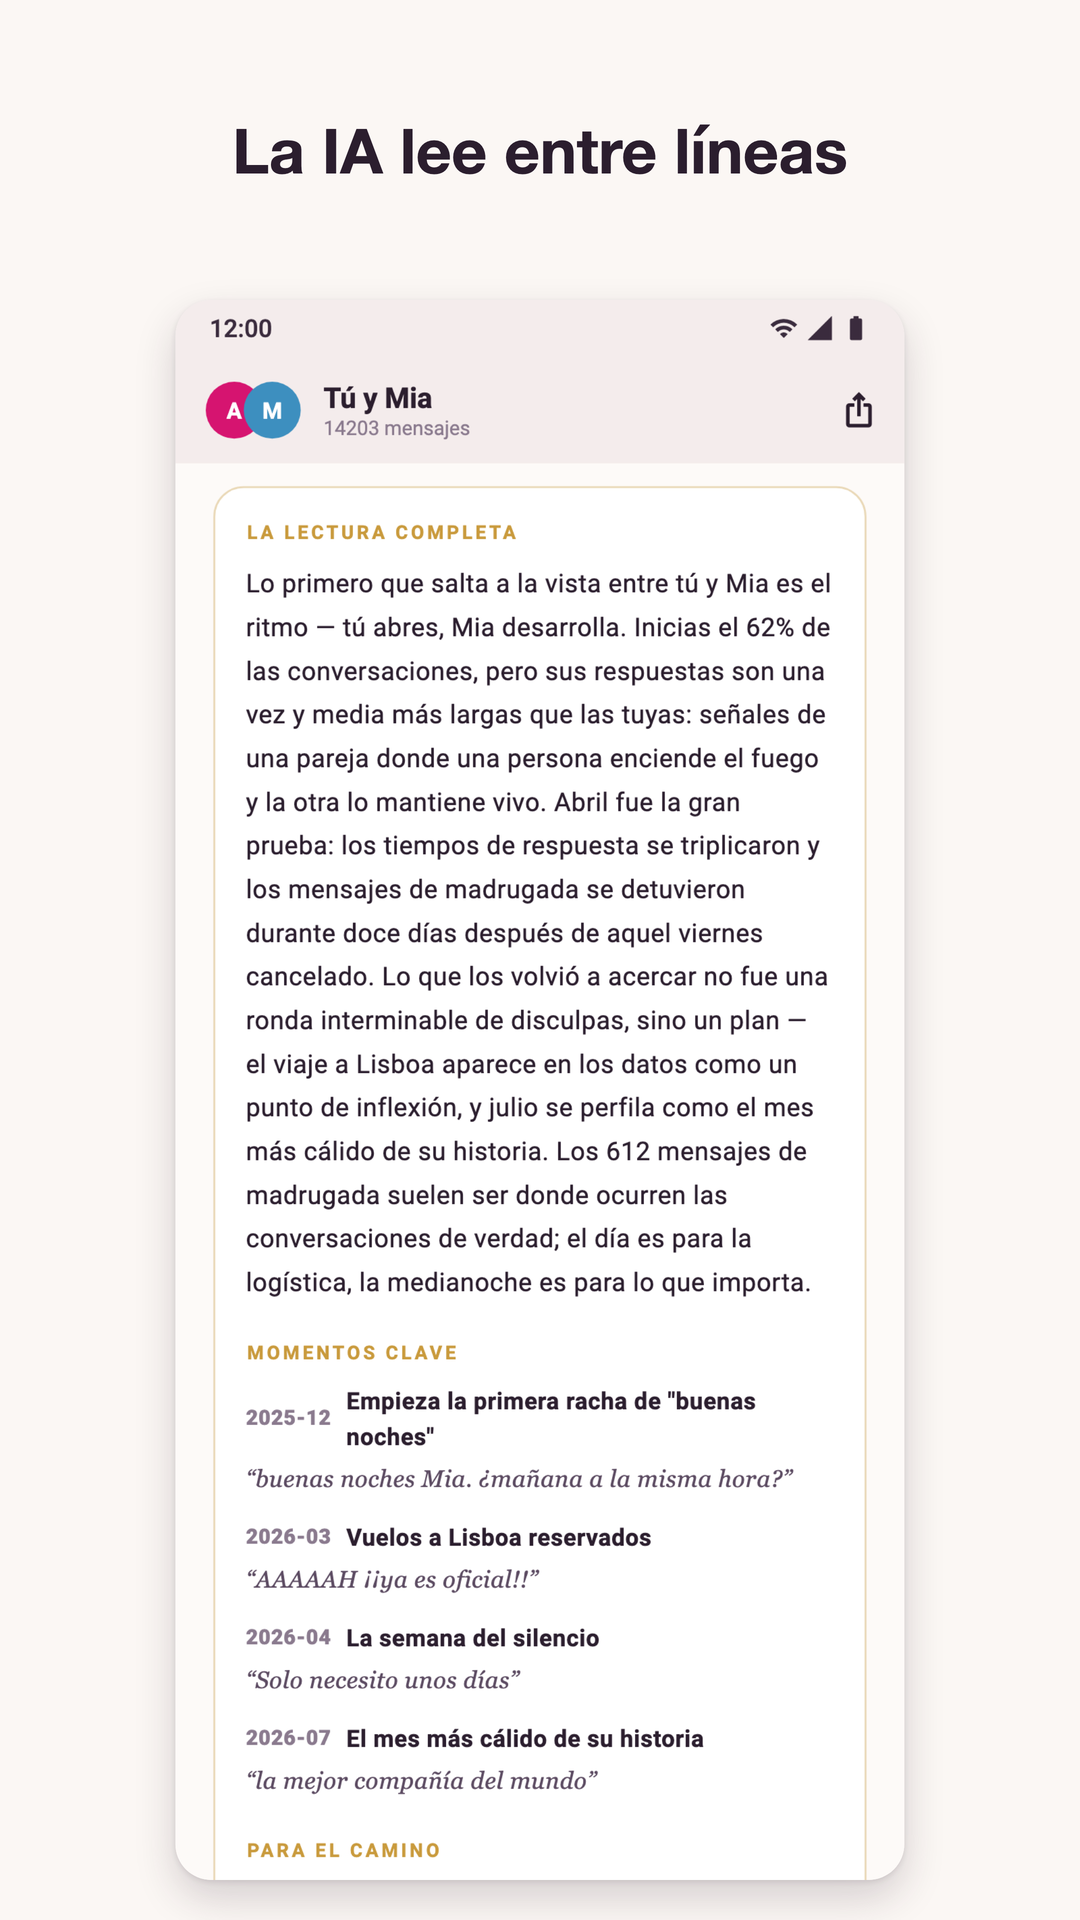 La IA lee entre líneas
12:00
A
M
Tú y Mia
14203 mensajes
LA LECTURA COMPLETA
Lo primero que salta a la vista entre tú y Mia es el
ritmo — tú abres, Mia desarrolla. Inicias el 62% de
las conversaciones, pero sus respuestas son una
vez y media más largas que las tuyas: señales de
una pareja donde una persona enciende el fuego
y la otra lo mantiene vivo. Abril fue la gran
prueba: los tiempos de respuesta se triplicaron y
los mensajes de madrugada se detuvieron
durante doce días después de aquel viernes
cancelado. Lo que los volvió a acercar no fue una
ronda interminable de disculpas, sino un plan —
el viaje a Lisboa aparece en los datos como un
punto de inflexión, y julio se perfila como el mes
más cálido de su historia. Los 612 mensajes de
madrugada suelen ser donde ocurren las
conversaciones de verdad; el día es para la
logística, la medianoche es para lo que importa.
MOMENTOS CLAVE
2025-12 Empieza la primera racha de "buenas
noches"
“buenas noches Mia. ¿mañana a la misma hora?”
2026-03 Vuelos a Lisboa reservados
“AAAAAH ¡¡ya es oficial!!”
2026-04 La semana del silencio
“Solo necesito unos días”
2026-07 El mes más cálido de su historia
“la mejor compañía del mundo”
PARA EL CAMINO